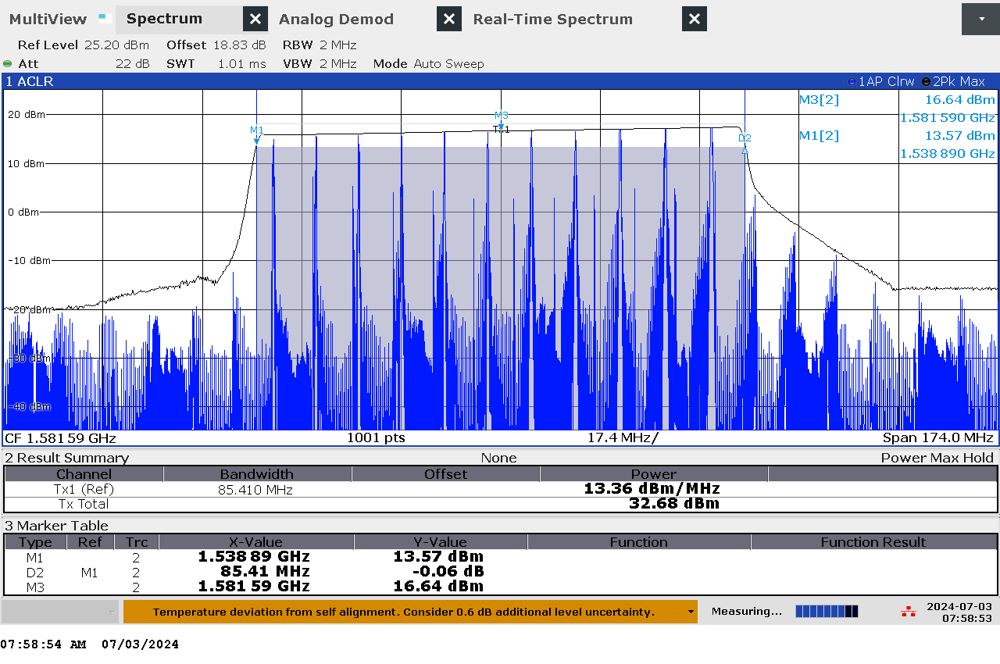 MultiView Spectrum Analog Demod Real-Time Spectrum
Ref Level 25.20 dBm Offset 18.83 dB RBW 2 MHz
Att 22 dB SWT 1.01 ms VBW 2 MHz Mode Auto Sweep
1 ACLR 1AP Clrw 2Pk Max
M3[2] 16.64 dBm
1.581 590 GHz
M1[2] 13.57 dBm
1.538 890 GHz
20 dBm
M3
M1
D2
10 dBm
0 dBm
-10 dBm
-20 dBm
-30 dBm
-40 dBm
CF 1.581 59 GHz 1001 pts 17.4 MHz/ Span 174.0 MHz
2 Result Summary None Power Max Hold
Channel Bandwidth Offset Power
Tx1 (Ref) 85.410 MHz 13.36 dBm/MHz
Tx Total 32.68 dBm
3 Marker Table
Type Ref Trc X-Value Y-Value Function Function Result
M1 2 1.538 89 GHz 13.57 dBm
D2 M1 2 85.41 MHz -0.06 dB
M3 2 1.581 59 GHz 16.64 dBm
Temperature deviation from self alignment. Consider 0.6 dB additional level uncertainty. Measuring... 2024-07-03
07:58:53
07:58:54 AM 07/03/2024